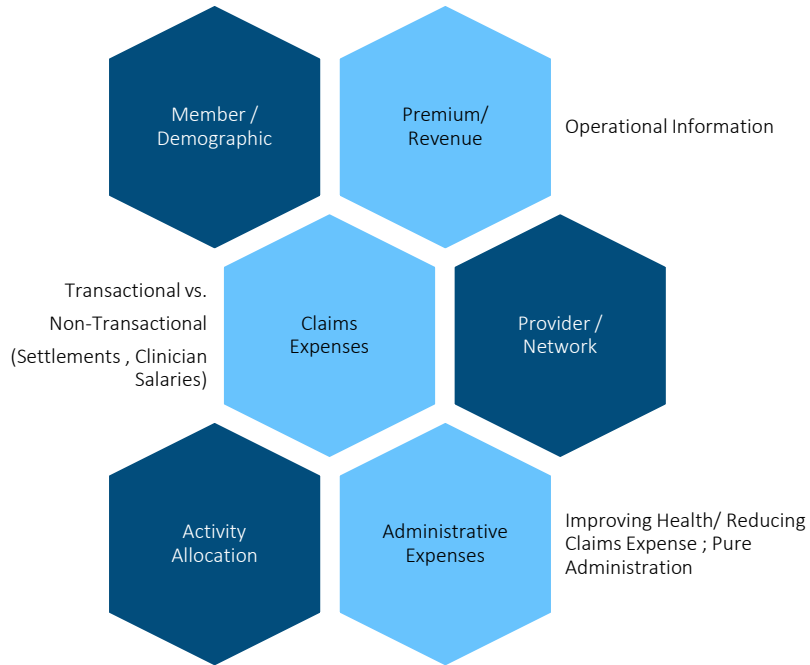 Member /
Demographic
Premium/
Revenue
Operational Information
Transactional vs.
Non-Transactional
(Settlements , Clinician
Salaries)
Claims
Expenses
Provider /
Network
Activity
Allocation
Administrative
Expenses
Improving Health/ Reducing
Claims Expense ; Pure
Administration